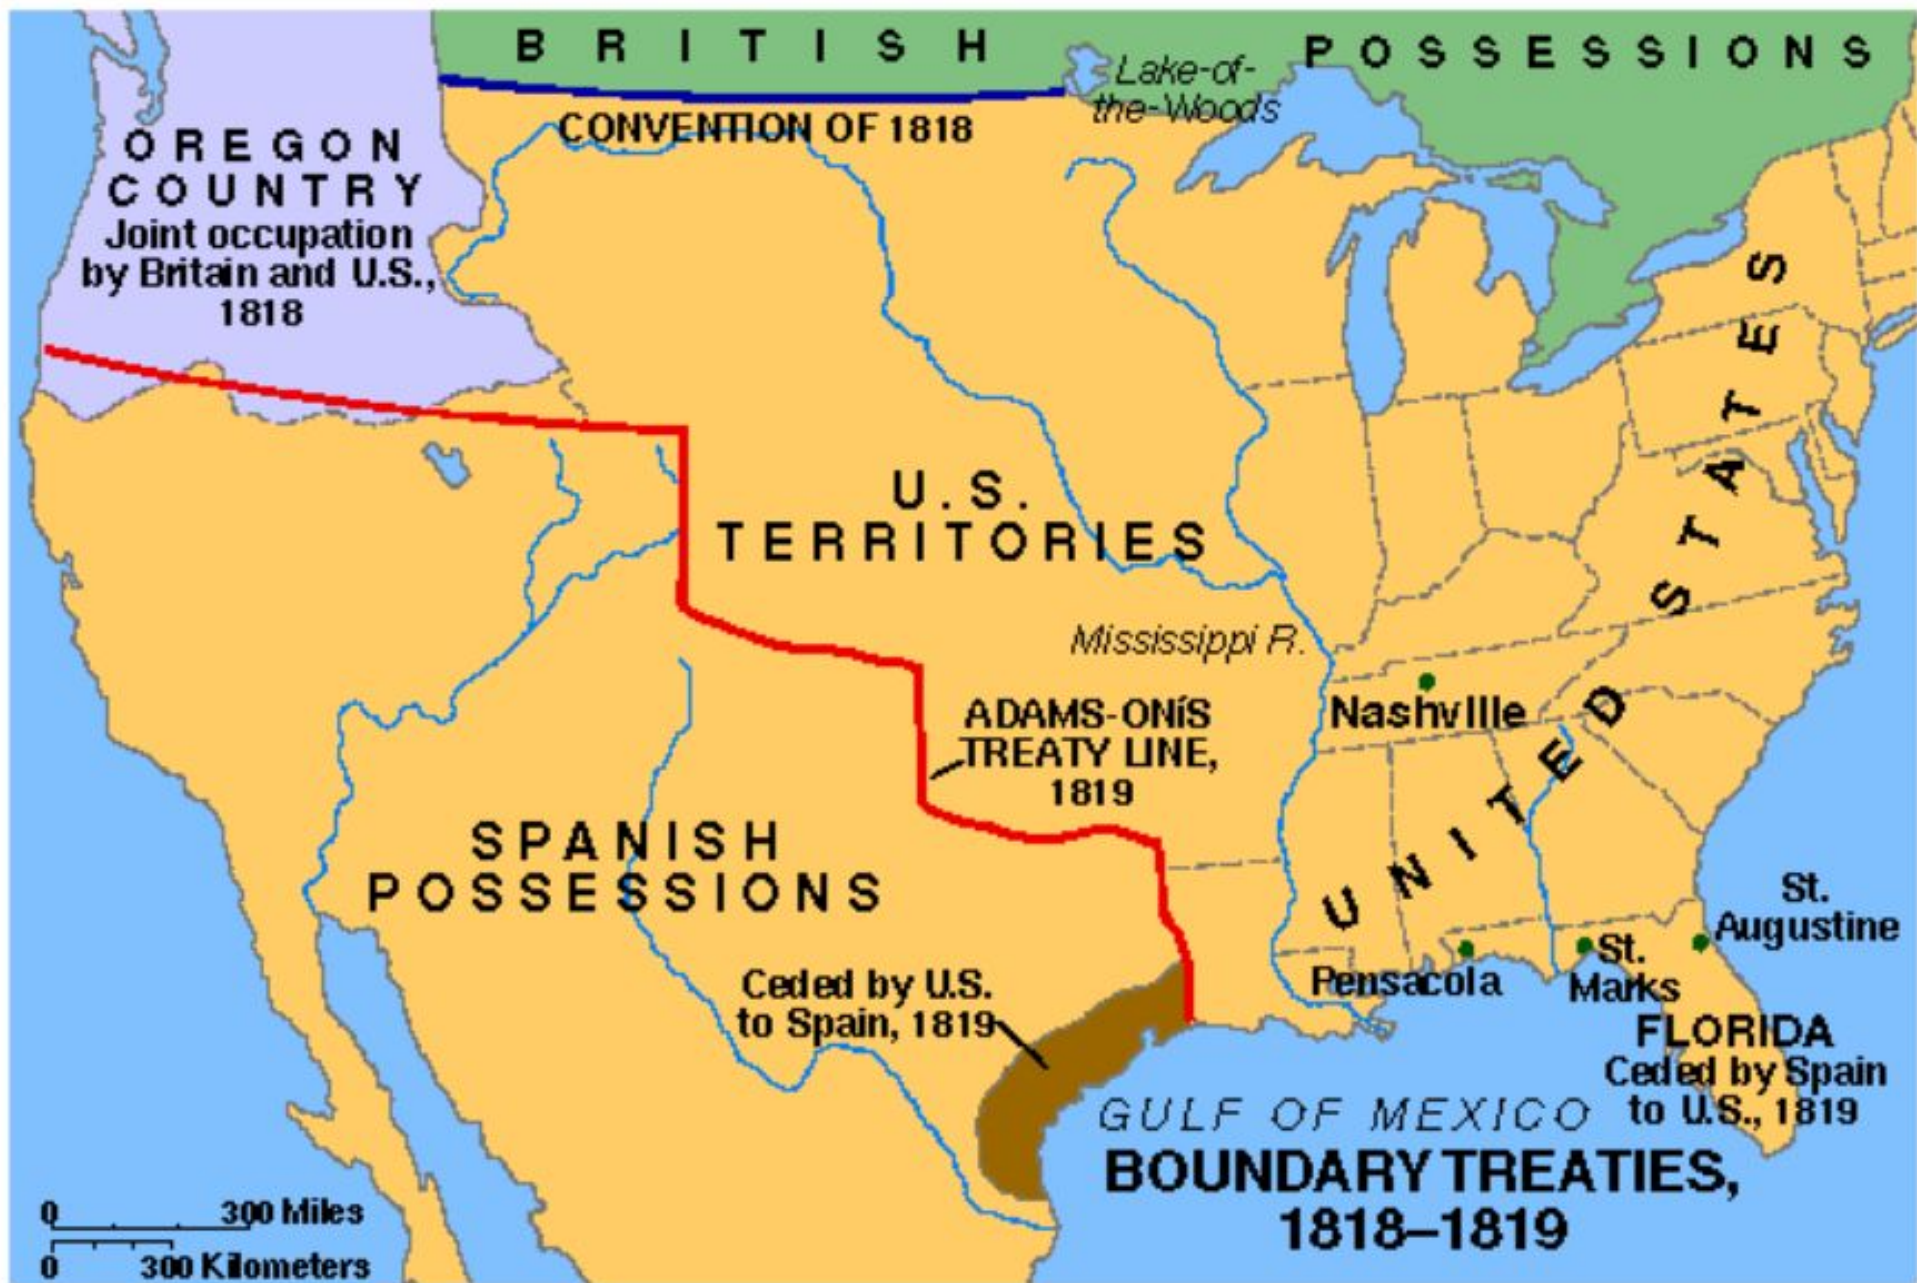 BRITISH POSSESSIONS
Lake-of-
the-Woods
CONVENTION OF 1818
OREGON
COUNTRY
Joint occupation
by Britain and U.S.,
1818
U.S.
TERRITORIES
UNITED STATES
Mississippi R.
Nashville
ADAMS-ONíS
TREATY LINE,
1819
SPANISH
POSSESSIONS
St.
Augustine
Pensacola
St.
Marks
Ceded by U.S.
to Spain, 1819
FLORIDA
Ceded by Spain
to U.S., 1819
GULF OF MEXICO
BOUNDARY TREATIES,
1818–1819
0 300 Miles
0 300 Kilometers